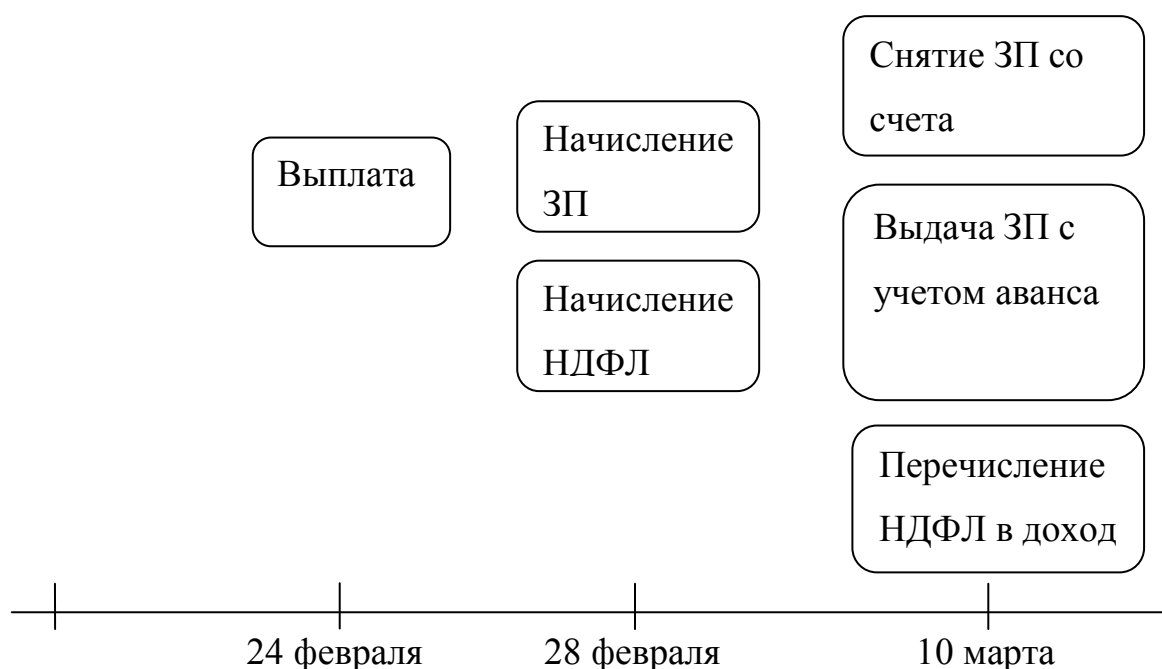 Выплата
Начисление
ЗП
Начисление
НДФЛ
Снятие ЗП со
счета
Выдача ЗП с
учетом аванса
Перечисление
НДФЛ в доход
24 февраля
28 февраля
10 марта